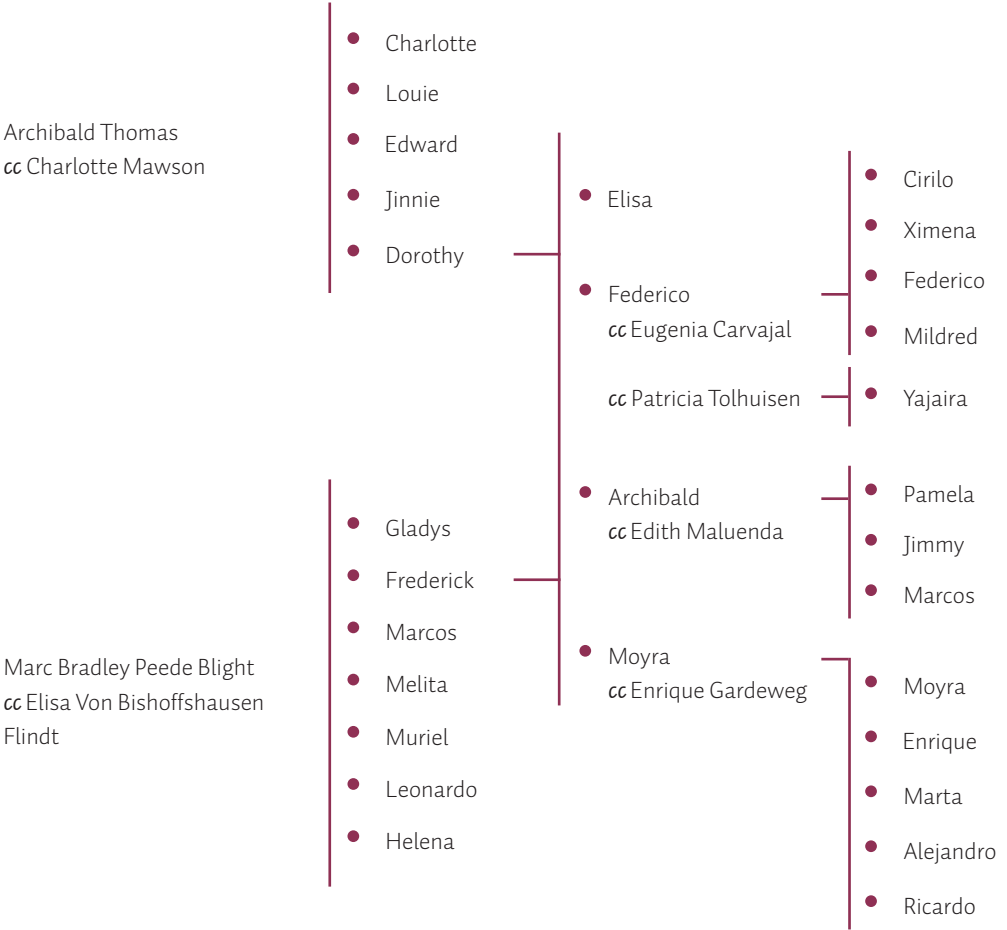 Archibald Thomas
cc Charlotte Mawson
Charlotte
Louie
Edward
Jinnie
Dorothy
Marc Bradley Peede Blight
cc Elisa Von Bishoffshausen
Flindt
Gladys
Frederick
Marcos
Melita
Muriel
Leonardo
Helena
Elisa
Federico
cc Eugenia Carvajal
cc Patricia Tolhuisen
Archibald
cc Edith Maluenda
Moyra
cc Enrique Gardeweg
Cirilo
Ximena
Federico
Mildred
Yajaira
Pamela
Jimmy
Marcos
Moyra
Enrique
Marta
Alejandro
Ricardo